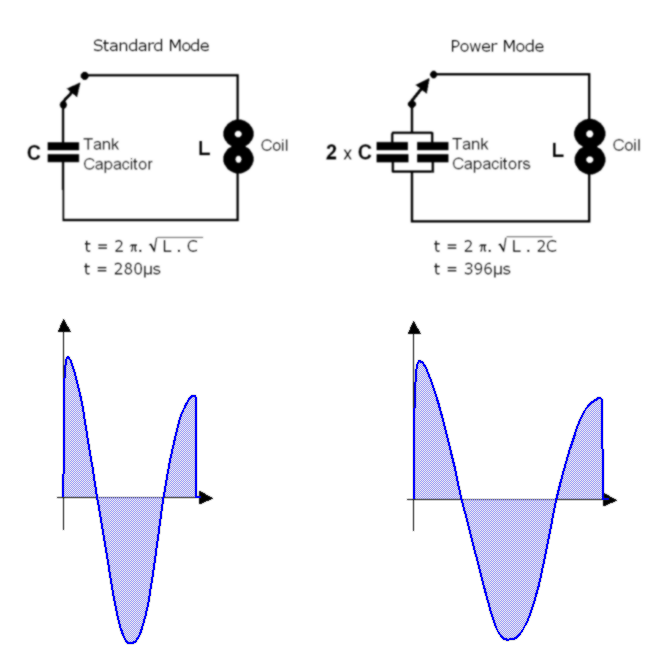 Standard Mode
C
Tank
Capacitor
L
Coil
t = 2 π. √L . C
t = 280µs
Power Mode
2 x C
Tank
Capacitors
L
Coil
t = 2 π. √L . 2C
t = 396µs